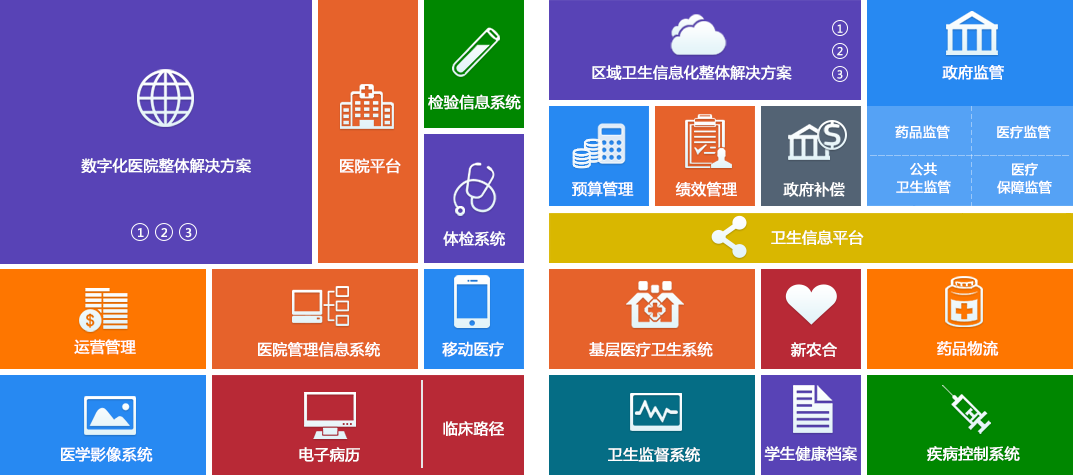 数字化医院整体解决方案
① ② ③
医院平台
检验信息系统
体检系统
运营管理
医院管理信息系统
移动医疗
医学影像系统
电子病历
临床路径
区域卫生信息化整体解决方案
①
②
③
政府监管
药品监管
医疗监管
公共
卫生监管
医疗
保障监管
预算管理
绩效管理
政府补偿
卫生信息平台
基层医疗卫生系统
新农合
药品物流
卫生监督系统
学生健康档案
疾病控制系统